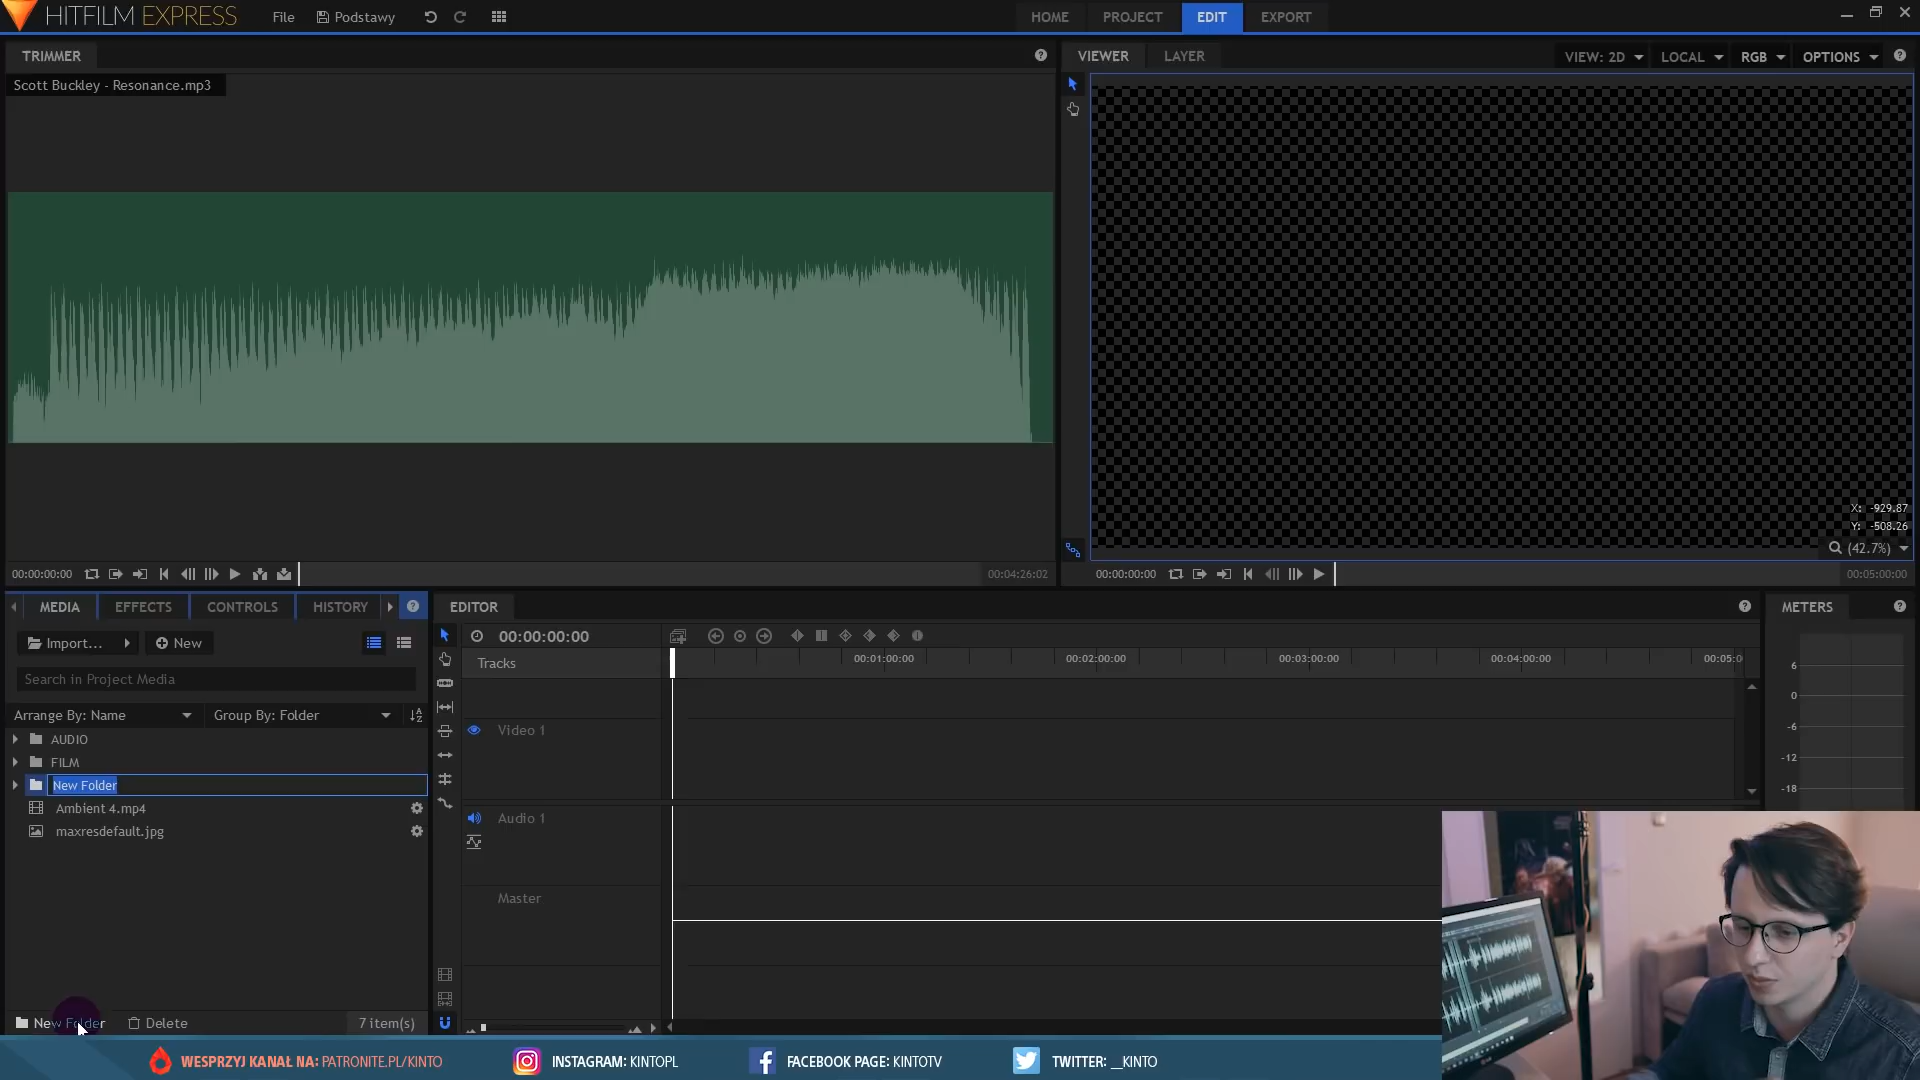 HITFILM EXPRESS
File
Podstawy
HOME
PROJECT
EDIT
EXPORT
TRIMMER
VIEWER
LAYER
VIEW: 2D
LOCAL
RGB
OPTIONS
Scott Buckley - Resonance.mp3
X: -929.87
Y: -508.26
(42.7%)
00:00:00:00
00:04:26:02
00:00:00:00
00:05:00:00
MEDIA
EFFECTS
CONTROLS
HISTORY
EDITOR
METERS
Import...
New
00:00:00:00
Tracks
00:01:00:00
00:02:00:00
00:03:00:00
00:04:00:00
00:05:0
Search in Project Media
Arrange By: Name
Group By: Folder
AUDIO
FILM
New Folder
Ambient 4.mp4
maxresdefault.jpg
Video 1
Audio 1
Master
6
0
-6
-12
-18
New Folder
Delete
7 item(s)
WESPRZYJ KANAŁ NA: PATRONITE.PL/KINTO
INSTAGRAM: KINTOPL
FACEBOOK PAGE: KINTOTV
TWITTER: __KINTO